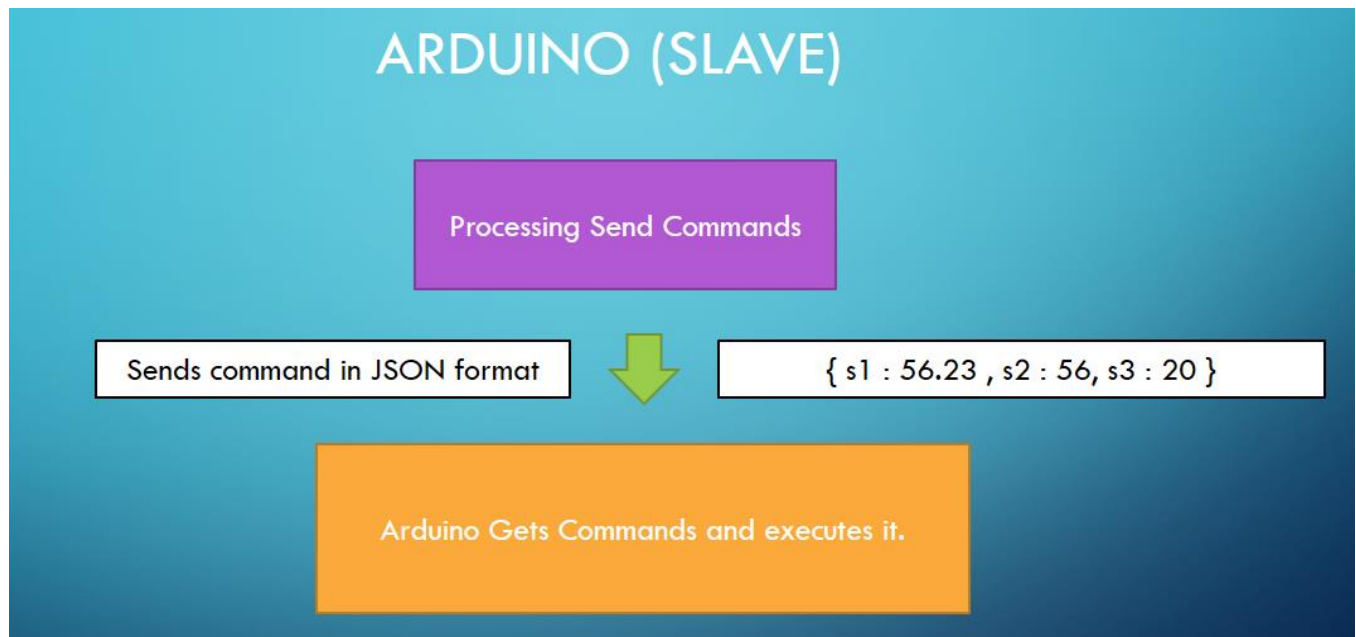 ARDUINO (SLAVE)
Processing Send Commands
Sends command in JSON format
{ s1 : 56.23 , s2 : 56, s3 : 20 }
Arduino Gets Commands and executes it.